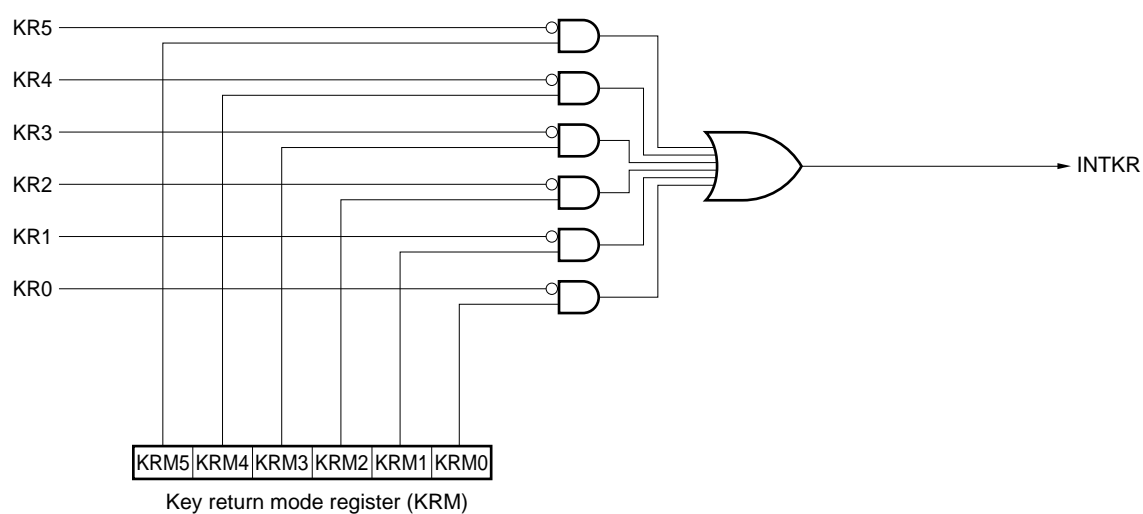 KR5
KR4
KR3
KR2
KR1
KR0
INTKR
KRM5 KRM4 KRM3 KRM2 KRM1 KRM0
Key return mode register (KRM)